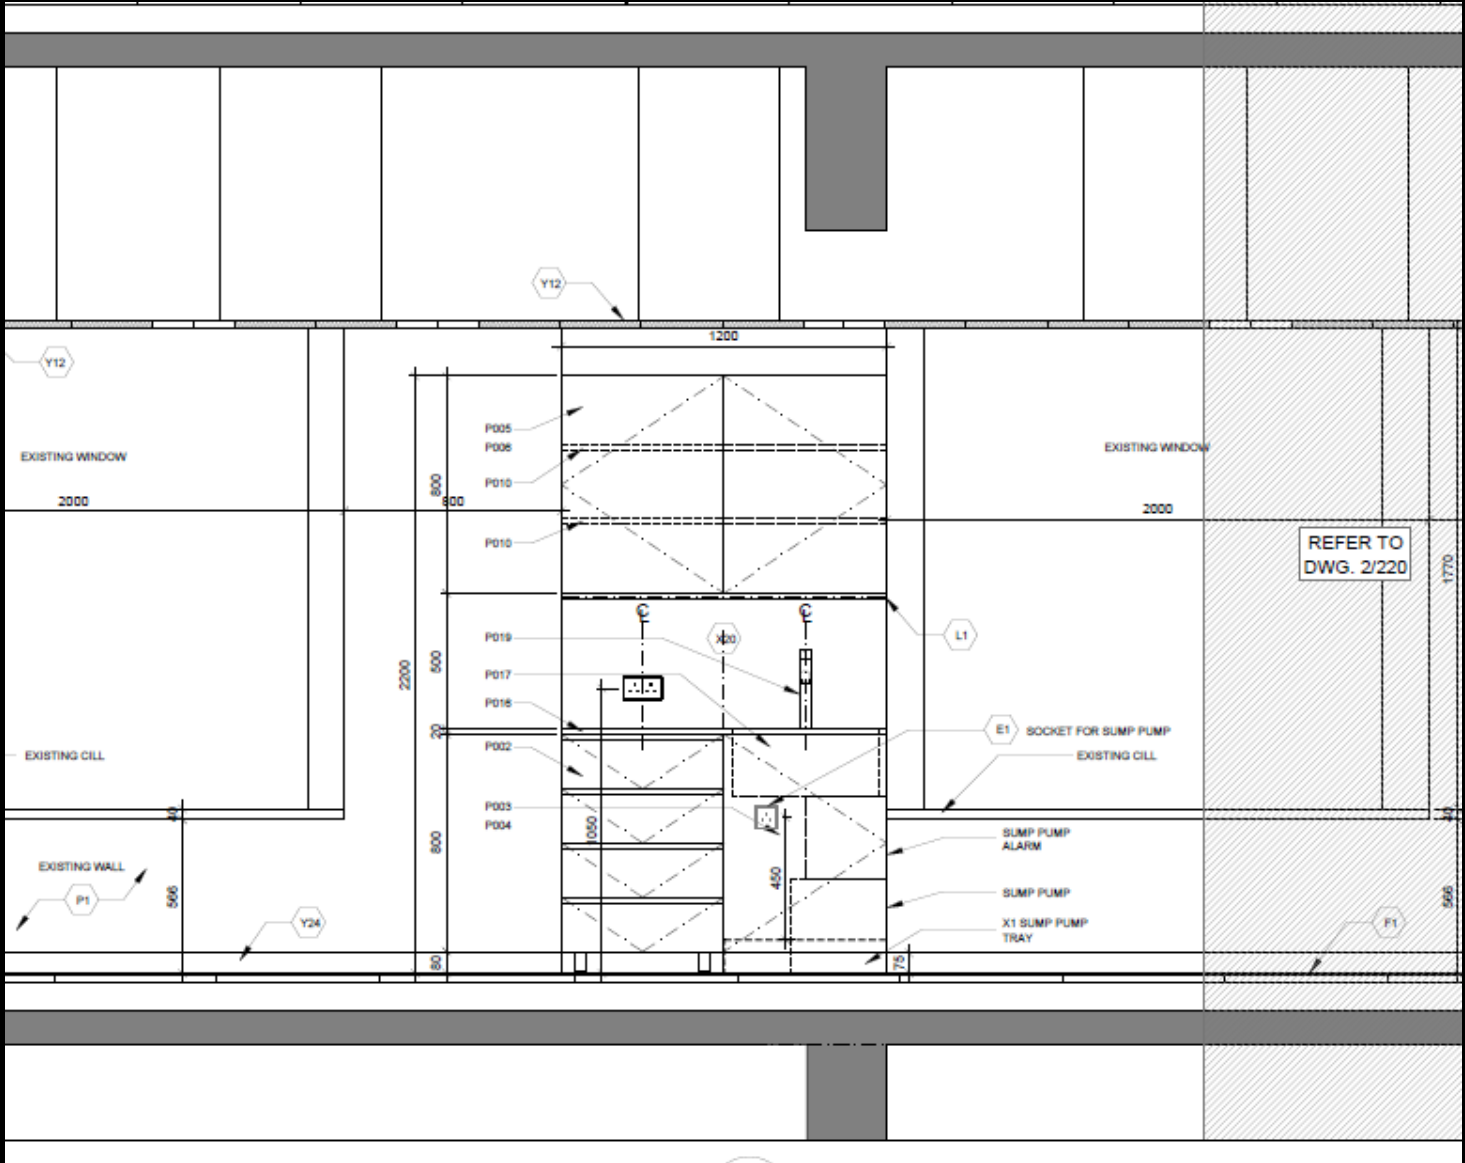 Y12
1200
Y12
P005
P006
EXISTING WINDOW
EXISTING WINDOW
P010
800
2000
800
2000
P010
REFER TO
DWG. 2/220
1770
℄
℄
P019
X20
L1
500
2200
P017
P016
20
E1
SOCKET FOR SUMP PUMP
P002
EXISTING CILL
EXISTING CILL
P003
P004
40
40
1050
800
SUMP PUMP
ALARM
EXISTING WALL
450
P1
566
SUMP PUMP
566
Y24
X1 SUMP PUMP
TRAY
F1
80
75